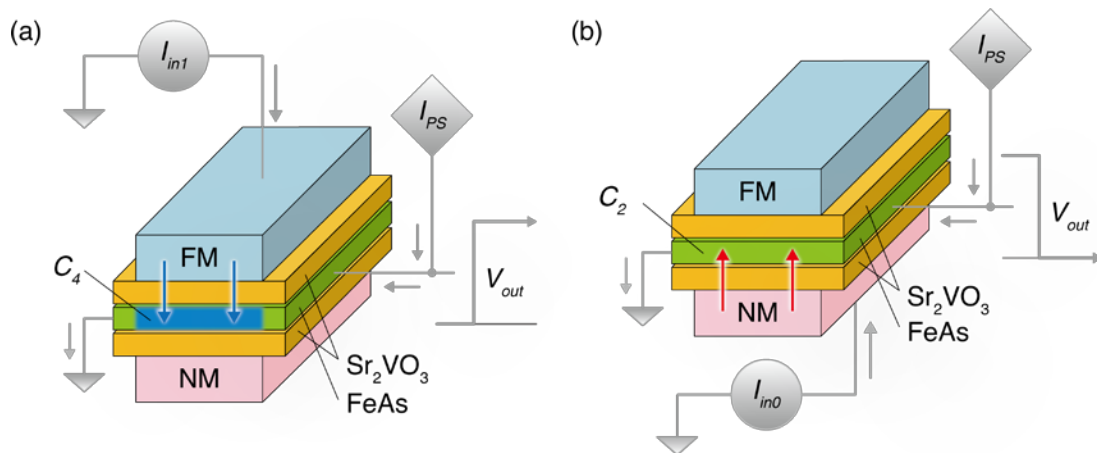 (a)
I_in1
I_PS
FM
C_4
V_out
Sr_2VO_3
NM
FeAs
(b)
I_PS
FM
C_2
V_out
Sr_2VO_3
NM
FeAs
I_in0